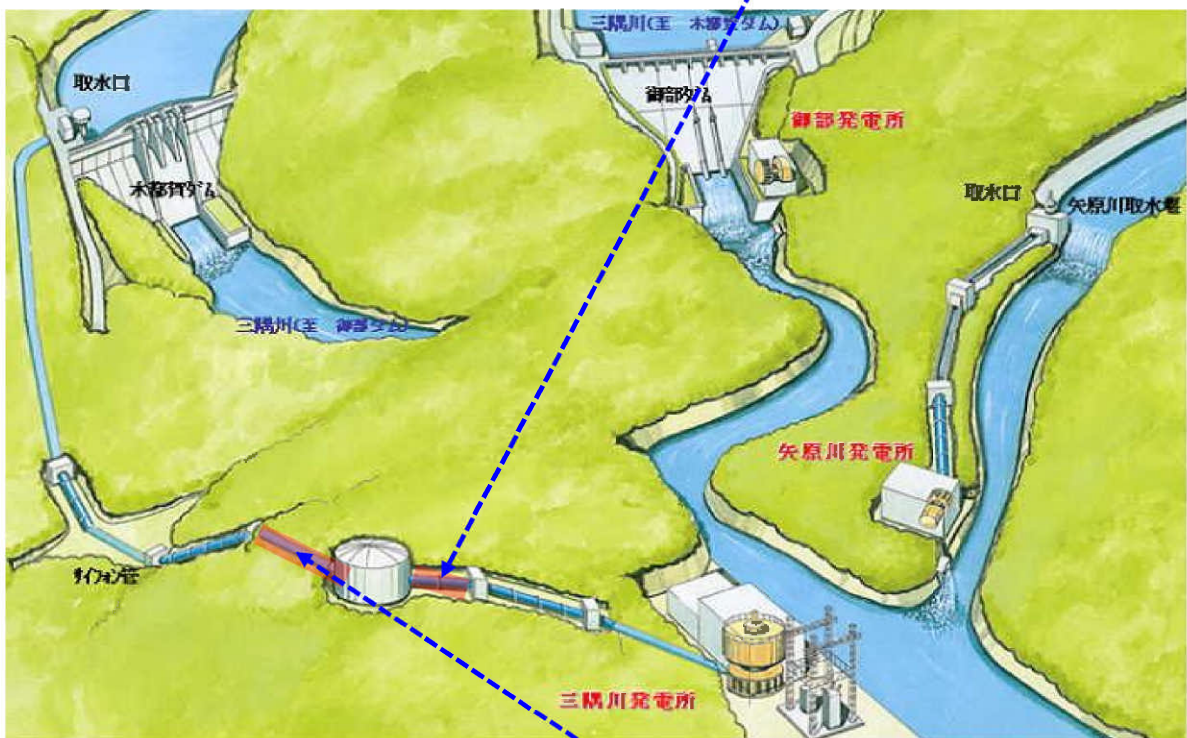 三隅川(至　木都賀ダム)
取水口
御部ダム
御部発電所
木都賀ダム
取水口
矢原川取水堰
三隅川(至　御部ダム)
矢原川発電所
サイフォン管
三隅川発電所